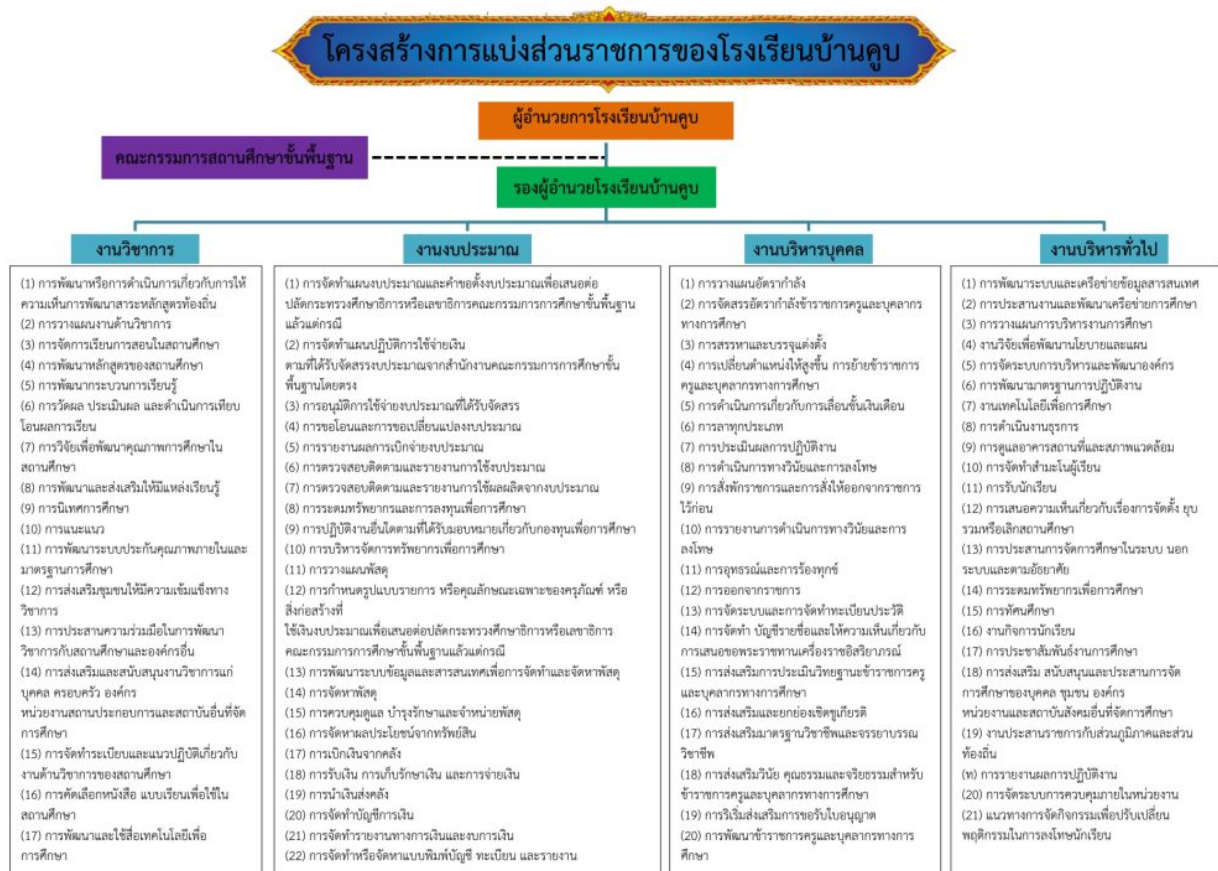 โครงสร้างการแบ่งส่วนราชการของโรงเรียนบ้านคูบ
ผู้อำนวยการโรงเรียนบ้านคูบ
คณะกรรมการสถานศึกษาขั้นพื้นฐาน
รองผู้อำนวยโรงเรียนบ้านคูบ
งานวิชาการ
(1) การพัฒนาหรือการดำเนินการเกี่ยวกับการให้
ความเห็นการพัฒนาสาระหลักสูตรท้องถิ่น
(2) การวางแผนงานด้านวิชาการ
(3) การจัดการเรียนการสอนในสถานศึกษา
(4) การพัฒนาหลักสูตรของสถานศึกษา
(5) การพัฒนากระบวนการเรียนรู้
(6) การวัดผล ประเมินผล และดำเนินการเทียบ
โอนผลการเรียน
(7) การวิจัยเพื่อพัฒนาคุณภาพการศึกษาใน
สถานศึกษา
(8) การพัฒนาและส่งเสริมให้มีแหล่งเรียนรู้
(9) การนิเทศการศึกษา
(10) การแนะแนว
(11) การพัฒนาระบบประกันคุณภาพภายในและ
มาตรฐานการศึกษา
(12) การส่งเสริมชุมชนให้มีความเข้มแข็งทาง
วิชาการ
(13) การประสานความร่วมมือในการพัฒนา
วิชาการกับสถานศึกษาและองค์กรอื่น
(14) การส่งเสริมและสนับสนุนงานวิชาการแก่
บุคคล ครอบครัว องค์กร
หน่วยงานสถานประกอบการและสถาบันอื่นที่จัด
การศึกษา
(15) การจัดทำระเบียบและแนวปฏิบัติเกี่ยวกับ
งานด้านวิชาการของสถานศึกษา
(16) การคัดเลือกหนังสือ แบบเรียนเพื่อใช้ใน
สถานศึกษา
(17) การพัฒนาและใช้สื่อเทคโนโลยีเพื่อ
การศึกษา
งานงบประมาณ
(1) การจัดทำแผนงบประมาณและคำขอตั้งงบประมาณเพื่อเสนอต่อ
ปลัดกระทรวงศึกษาธิการหรือเลขาธิการคณะกรรมการการศึกษาขั้นพื้นฐาน
แล้วแต่กรณี
(2) การจัดทำแผนปฏิบัติการใช้จ่ายเงิน
ตามที่ได้รับจัดสรรงบประมาณจากสำนักงานคณะกรรมการการศึกษาขั้น
พื้นฐานโดยตรง
(3) การอนุมัติการใช้จ่ายงบประมาณที่ได้รับจัดสรร
(4) การขอโอนและการขอเปลี่ยนแปลงงบประมาณ
(5) การรายงานผลการเบิกจ่ายงบประมาณ
(6) การตรวจสอบติดตามและรายงานการใช้งบประมาณ
(7) การตรวจสอบติดตามและรายงานการใช้ผลผลิตจากงบประมาณ
(8) การระดมทรัพยากรและการลงทุนเพื่อการศึกษา
(9) การปฏิบัติงานอื่นใดตามที่ได้รับมอบหมายเกี่ยวกับกองทุนเพื่อการศึกษา
(10) การบริหารจัดการทรัพยากรเพื่อการศึกษา
(11) การวางแผนพัสดุ
(12) การกำหนดรูปแบบรายการ หรือคุณลักษณะเฉพาะของครุภัณฑ์ หรือ
สิ่งก่อสร้างที่
ใช้เงินงบประมาณเพื่อเสนอต่อปลัดกระทรวงศึกษาธิการหรือเลขาธิการ
คณะกรรมการการศึกษาขั้นพื้นฐานแล้วแต่กรณี
(13) การพัฒนาระบบข้อมูลและสารสนเทศเพื่อการจัดทำและจัดหาพัสดุ
(14) การจัดหาพัสดุ
(15) การควบคุมดูแล บำรุงรักษาและจำหน่ายพัสดุ
(16) การจัดหาผลประโยชน์จากทรัพย์สิน
(17) การเบิกเงินจากคลัง
(18) การรับเงิน การเก็บรักษาเงิน และการจ่ายเงิน
(19) การนำเงินส่งคลัง
(20) การจัดทำบัญชีการเงิน
(21) การจัดทำรายงานทางการเงินและงบการเงิน
(22) การจัดทำหรือจัดหาแบบพิมพ์บัญชี ทะเบียน และรายงาน
งานบริหารบุคคล
(1) การวางแผนอัตรากำลัง
(2) การจัดสรรอัตรากำลังข้าราชการครูและบุคลากร
ทางการศึกษา
(3) การสรรหาและบรรจุแต่งตั้ง
(4) การเปลี่ยนตำแหน่งให้สูงขึ้น การย้ายข้าราชการ
ครูและบุคลากรทางการศึกษา
(5) การดำเนินการเกี่ยวกับการเลื่อนขั้นเงินเดือน
(6) การลาทุกประเภท
(7) การประเมินผลการปฏิบัติงาน
(8) การดำเนินการทางวินัยและการลงโทษ
(9) การสั่งพักราชการและการสั่งให้ออกจากราชการ
ไว้ก่อน
(10) การรายงานการดำเนินการทางวินัยและการ
ลงโทษ
(11) การอุทธรณ์และการร้องทุกข์
(12) การออกจากราชการ
(13) การจัดระบบและการจัดทำทะเบียนประวัติ
(14) การจัดทำ บัญชีรายชื่อและให้ความเห็นเกี่ยวกับ
การเสนอขอพระราชทานเครื่องราชอิสริยาภรณ์
(15) การส่งเสริมการประเมินวิทยฐานะข้าราชการครู
และบุคลากรทางการศึกษา
(16) การส่งเสริมและยกย่องเชิดชูเกียรติ
(17) การส่งเสริมมาตรฐานวิชาชีพและจรรยาบรรณ
วิชาชีพ
(18) การส่งเสริมวินัย คุณธรรมและจริยธรรมสำหรับ
ข้าราชการครูและบุคลากรทางการศึกษา
(19) การริเริ่มส่งเสริมการขอรับใบอนุญาต
(20) การพัฒนาข้าราชการครูและบุคลากรทางการ
ศึกษา
งานบริหารทั่วไป
(1) การพัฒนาระบบและเครือข่ายข้อมูลสารสนเทศ
(2) การประสานงานและพัฒนาเครือข่ายการศึกษา
(3) การวางแผนการบริหารงานการศึกษา
(4) งานวิจัยเพื่อพัฒนานโยบายและแผน
(5) การจัดระบบการบริหารและพัฒนาองค์กร
(6) การพัฒนามาตรฐานการปฏิบัติงาน
(7) งานเทคโนโลยีเพื่อการศึกษา
(8) การดำเนินงานธุรการ
(9) การดูแลอาคารสถานที่และสภาพแวดล้อม
(10) การจัดทำสำมะโนผู้เรียน
(11) การรับนักเรียน
(12) การเสนอความเห็นเกี่ยวกับเรื่องการจัดตั้ง ยุบ
รวมหรือเลิกสถานศึกษา
(13) การประสานการจัดการศึกษาในระบบ นอก
ระบบและตามอัธยาศัย
(14) การระดมทรัพยากรเพื่อการศึกษา
(15) การทัศนศึกษา
(16) งานกิจการนักเรียน
(17) การประชาสัมพันธ์งานการศึกษา
(18) การส่งเสริม สนับสนุนและประสานการจัด
การศึกษาของบุคคล ชุมชน องค์กร
หน่วยงานและสถาบันสังคมอื่นที่จัดการศึกษา
(19) งานประสานราชการกับส่วนภูมิภาคและส่วน
ท้องถิ่น
(ท) การรายงานผลการปฏิบัติงาน
(20) การจัดระบบการควบคุมภายในหน่วยงาน
(21) แนวทางการจัดกิจกรรมเพื่อปรับเปลี่ยน
พฤติกรรมในการลงโทษนักเรียน